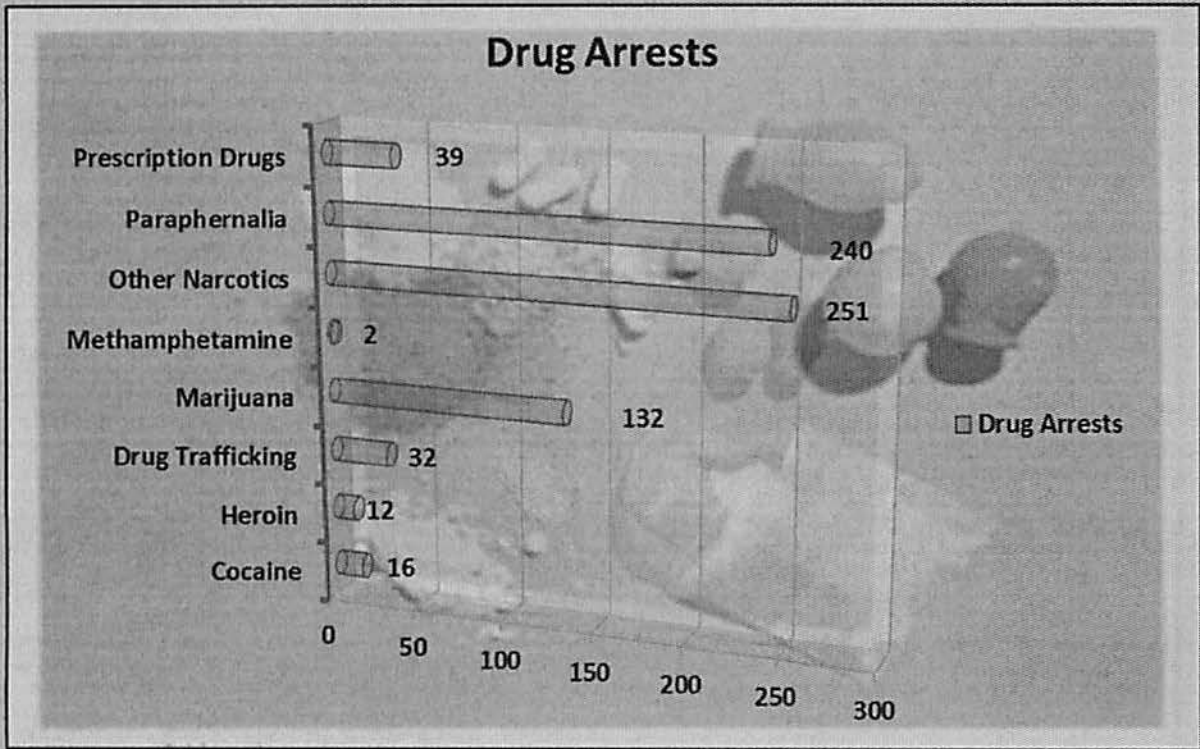 Drug Arrests
Prescription Drugs 39
Paraphernalia 240
Other Narcotics 251
Methamphetamine 2
Marijuana 132
Drug Trafficking 32
Heroin 12
Cocaine 16
0 50 100 150 200 250 300
Drug Arrests